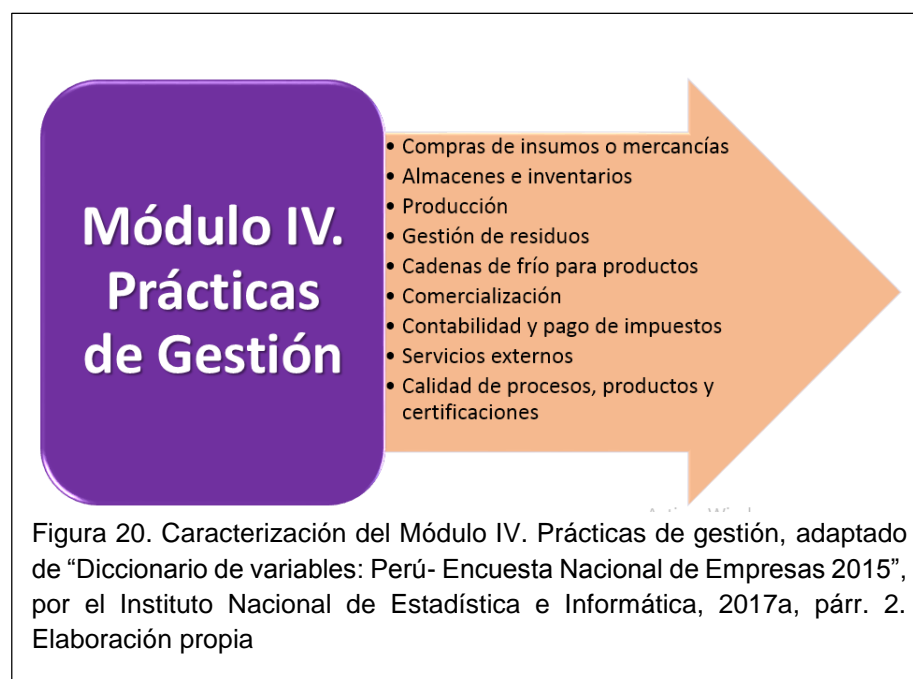 Módulo IV.
Prácticas
de Gestión
• Compras de insumos o mercancías
• Almacenes e inventarios
• Producción
• Gestión de residuos
• Cadenas de frío para productos
• Comercialización
• Contabilidad y pago de impuestos
• Servicios externos
• Calidad de procesos, productos y
certificaciones
Figura 20. Caracterización del Módulo IV. Prácticas de gestión, adaptado
de “Diccionario de variables: Perú- Encuesta Nacional de Empresas 2015”,
por el Instituto Nacional de Estadística e Informática, 2017a, párr. 2.
Elaboración propia